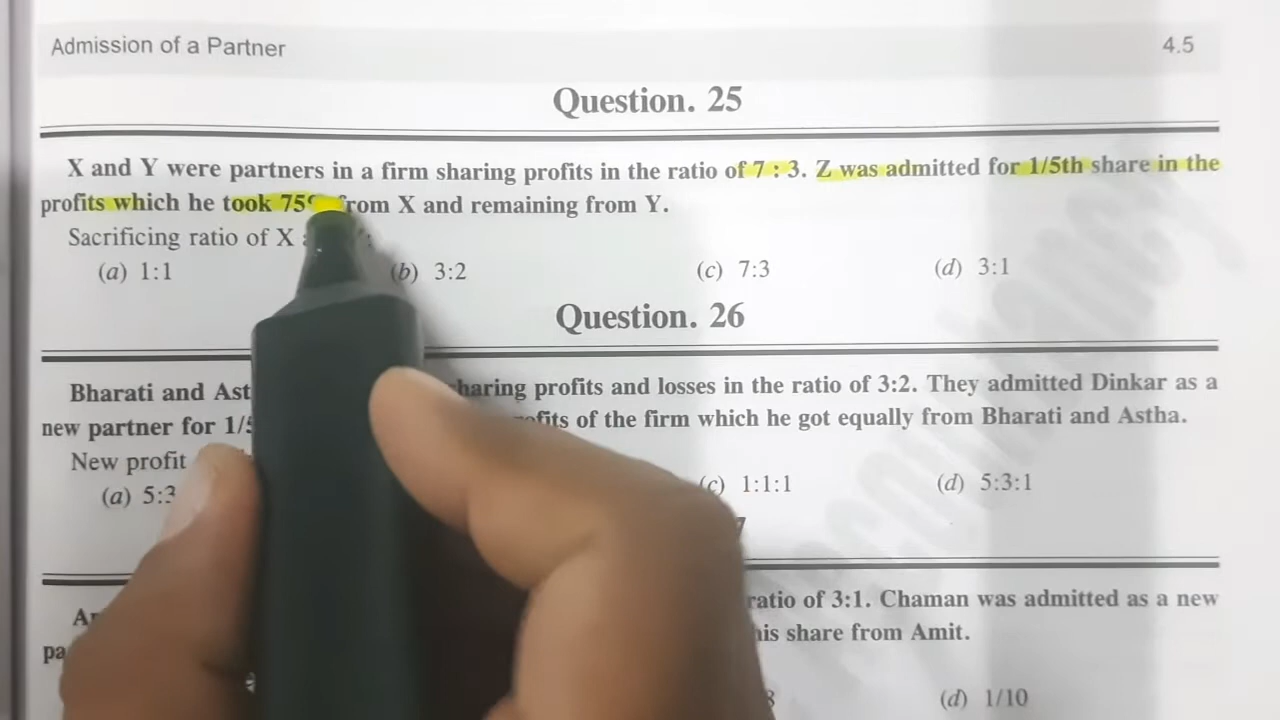 Admission of a Partner 4.5
Question. 25
X and Y were partners in a firm sharing profits in the ratio of 7 : 3. Z was admitted for 1/5th share in the
profits which he took 75 from X and remaining from Y.
Sacrificing ratio of X
(a) 1:1 (b) 3:2 (c) 7:3 (d) 3:1
Question. 26
Bharati and sharing profits and losses in the ratio of 3:2. They admitted Dinkar as a
new partner for of the firm which he got equally from Bharati and Astha.
New profit
(a) 5:3 (c) 1:1:1 (d) 5:3:1
ratio of 3:1. Chaman was admitted as a new
his share from Amit.
(d) 1/10